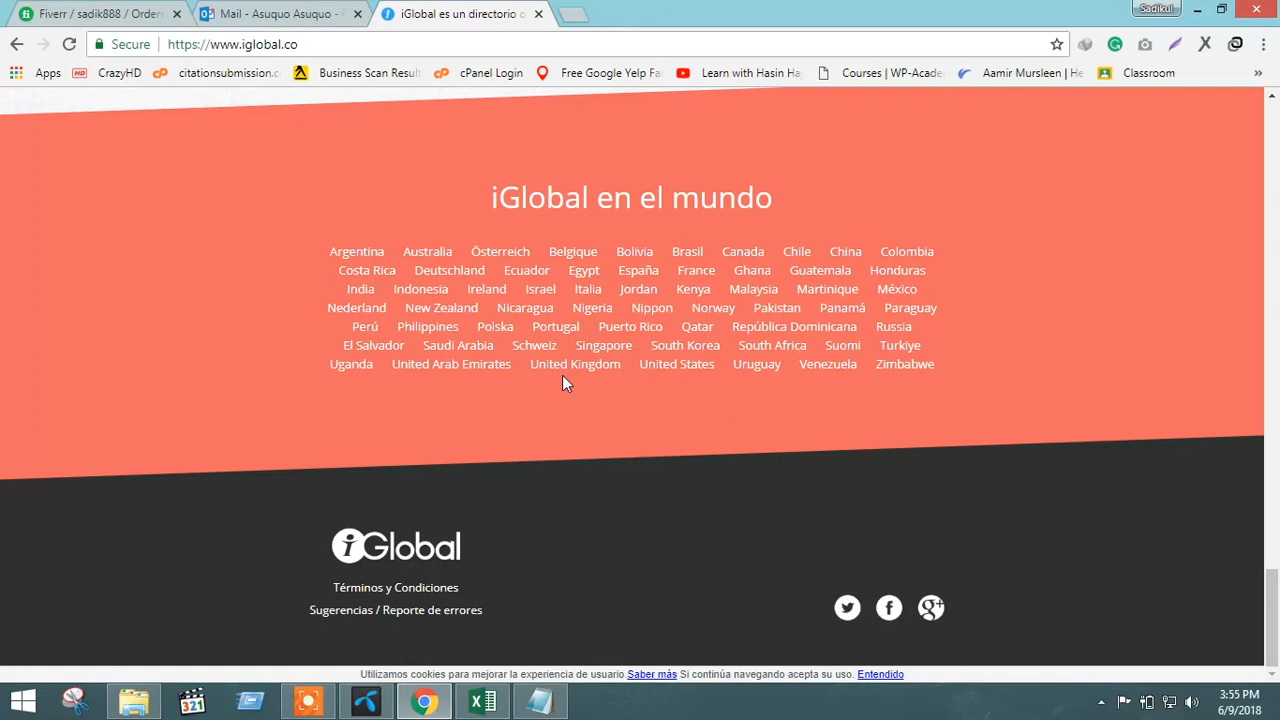 Fiverr / sadik888 / Orders
Mail - Asuquo Asuquo -
iGlobal es un directorio o
Sadikul
Secure
https://www.iglobal.co
Apps
CrazyHD
citationsubmission.c
Business Scan Result
cPanel Login
Free Google Yelp Fa
Learn with Hasin Ha
Courses | WP-Acade
Aamir Mursleen | He
Classroom
iGlobal en el mundo
Argentina Australia Österreich Belgique Bolivia Brasil Canada Chile China Colombia
Costa Rica Deutschland Ecuador Egypt España France Ghana Guatemala Honduras
India Indonesia Ireland Israel Italia Jordan Kenya Malaysia Martinique México
Nederland New Zealand Nicaragua Nigeria Nippon Norway Pakistan Panamá Paraguay
Perú Philippines Polska Portugal Puerto Rico Qatar República Dominicana Russia
El Salvador Saudi Arabia Schweiz Singapore South Korea South Africa Suomi Turkiye
Uganda United Arab Emirates United Kingdom United States Uruguay Venezuela Zimbabwe
iGlobal
Términos y Condiciones
Sugerencias / Reporte de errores
Utilizamos cookies para mejorar la experiencia de usuario.Saber más Si continúa navegando acepta su uso. Entendido
321
3:55 PM
6/9/2018